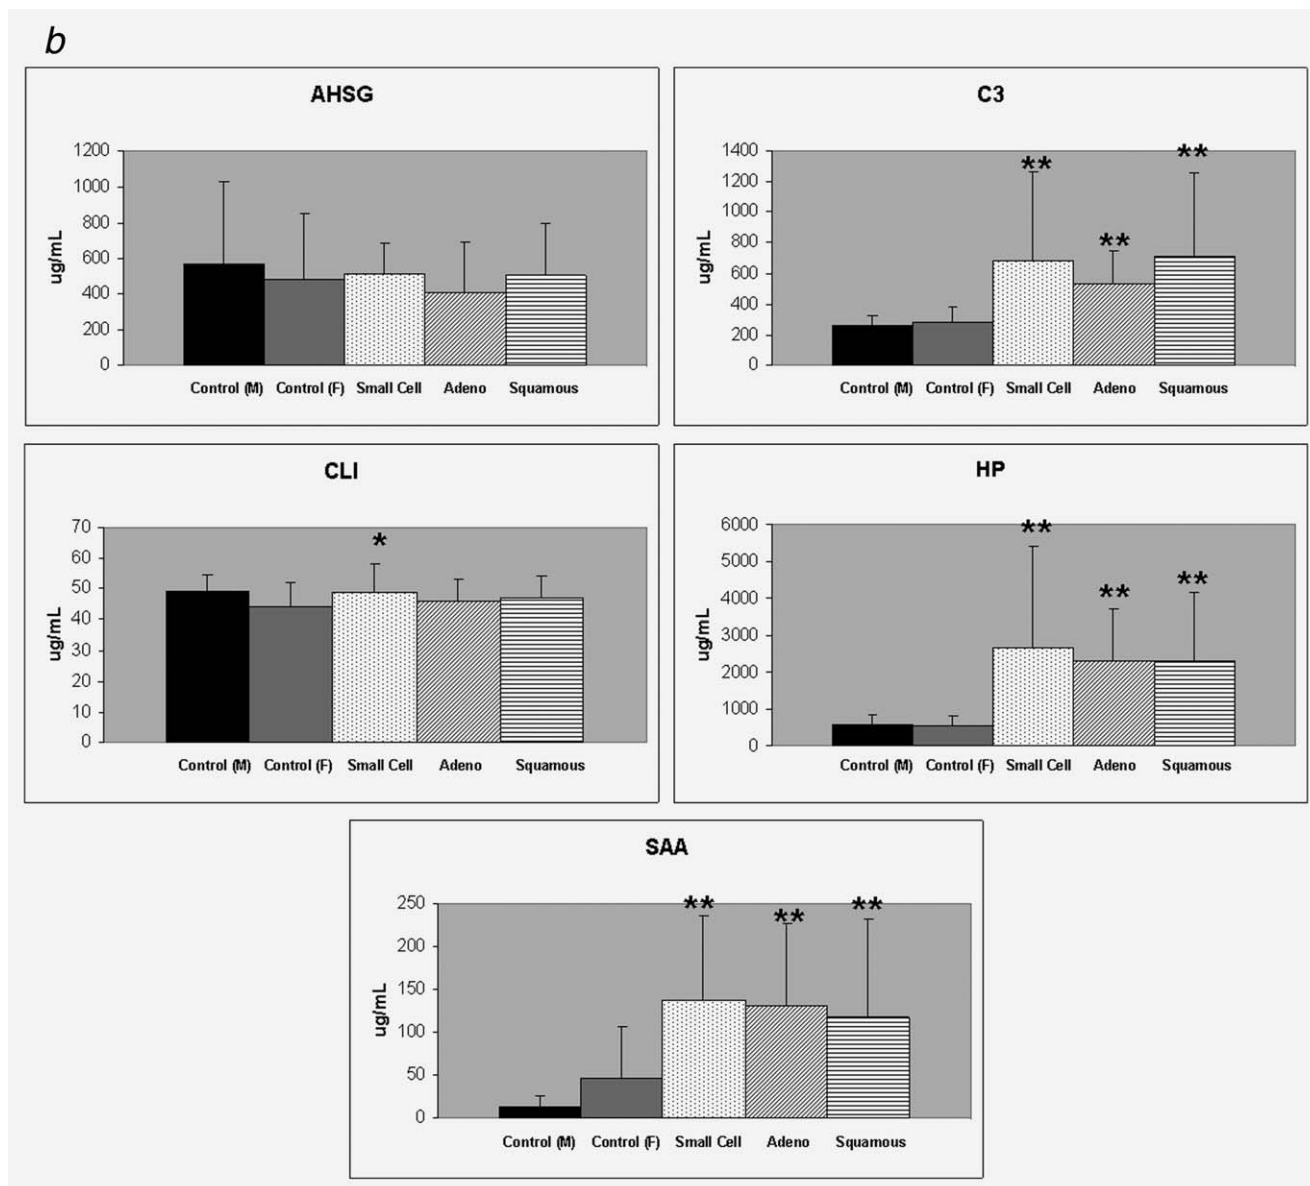 b
AHSG
1200
1000
800
600
400
200
0
ug/mL
Control (M) Control (F) Small Cell Adeno Squamous
C3
1400
1200
1000
800
600
400
200
0
ug/mL
** ** **
Control (M) Control (F) Small Cell Adeno Squamous
CLI
70
60
50
40
30
20
10
0
ug/mL
*
Control (M) Control (F) Small Cell Adeno Squamous
HP
6000
5000
4000
3000
2000
1000
0
ug/mL
** ** **
Control (M) Control (F) Small Cell Adeno Squamous
SAA
250
200
150
100
50
0
ug/mL
** ** **
Control (M) Control (F) Small Cell Adeno Squamous